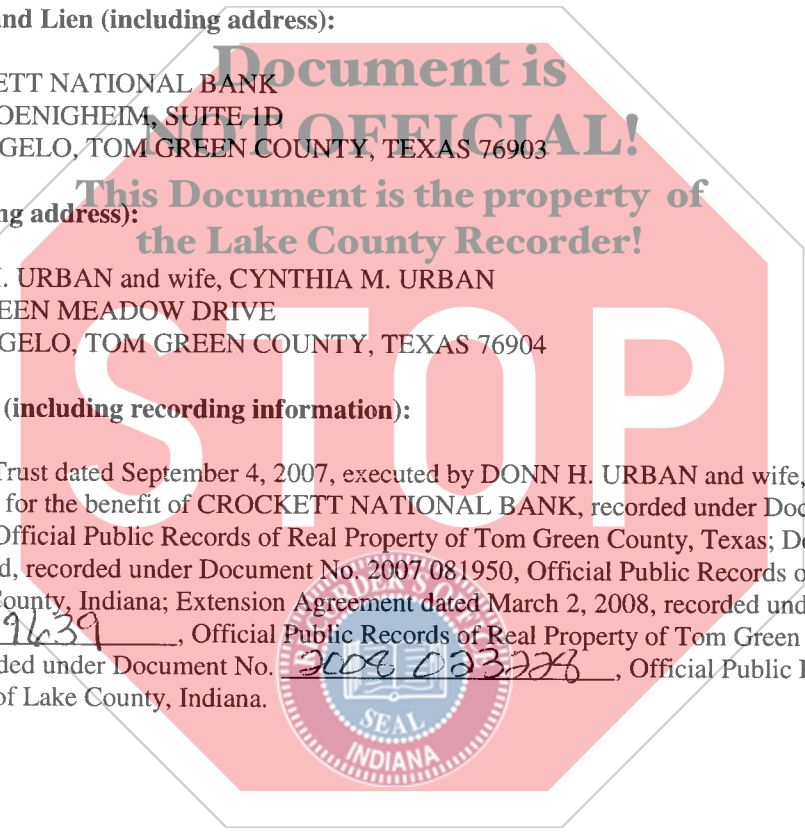 and Lien (including address):
Document is
ETT NATIONAL BANK
OENIGHEIM, SUITE 1D
NOT OFFICIAL!
GELO, TOM GREEN COUNTY, TEXAS 76903
This Document is the property of
ng address):
the Lake County Recorder!
. URBAN and wife, CYNTHIA M. URBAN
EEN MEADOW DRIVE
GELO, TOM GREEN COUNTY, TEXAS 76904
STOP
(including recording information):
Trust dated September 4, 2007, executed by DONN H. URBAN and wife,
for the benefit of CROCKETT NATIONAL BANK, recorded under Doc
Official Public Records of Real Property of Tom Green County, Texas; De
d, recorded under Document No. 2007 081950, Official Public Records o
ounty, Indiana; Extension Agreement dated March 2, 2008, recorded und
9639, Official Public Records of Real Property of Tom Green
ded under Document No. 2008 023228, Official Public
of Lake County, Indiana.
SEAL
INDIANA